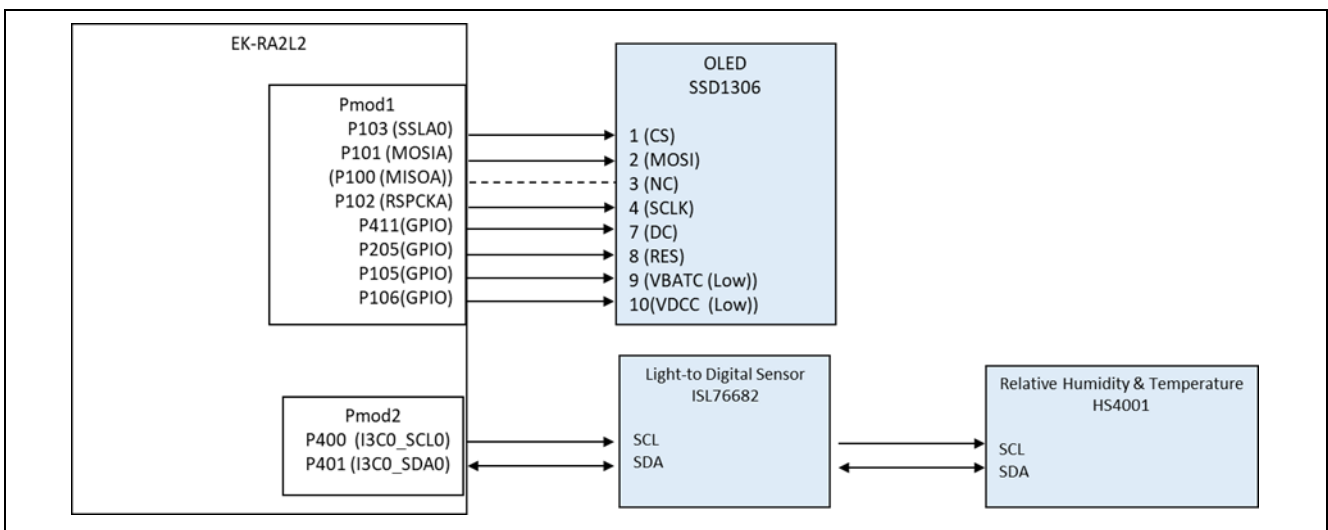 EK-RA2L2
Pmod1
P103 (SSLA0)
P101 (MOSIA)
(P100 (MISOA))
P102 (RSPCKA)
P411(GPIO)
P205(GPIO)
P105(GPIO)
P106(GPIO)
OLED
SSD1306
1 (CS)
2 (MOSI)
3 (NC)
4 (SCLK)
7 (DC)
8 (RES)
9 (VBATC (Low))
10(VDCC (Low))
Pmod2
P400 (I3C0_SCL0)
P401 (I3C0_SDA0)
Light-to Digital Sensor
ISL76682
SCL
SDA
Relative Humidity & Temperature
HS4001
SCL
SDA